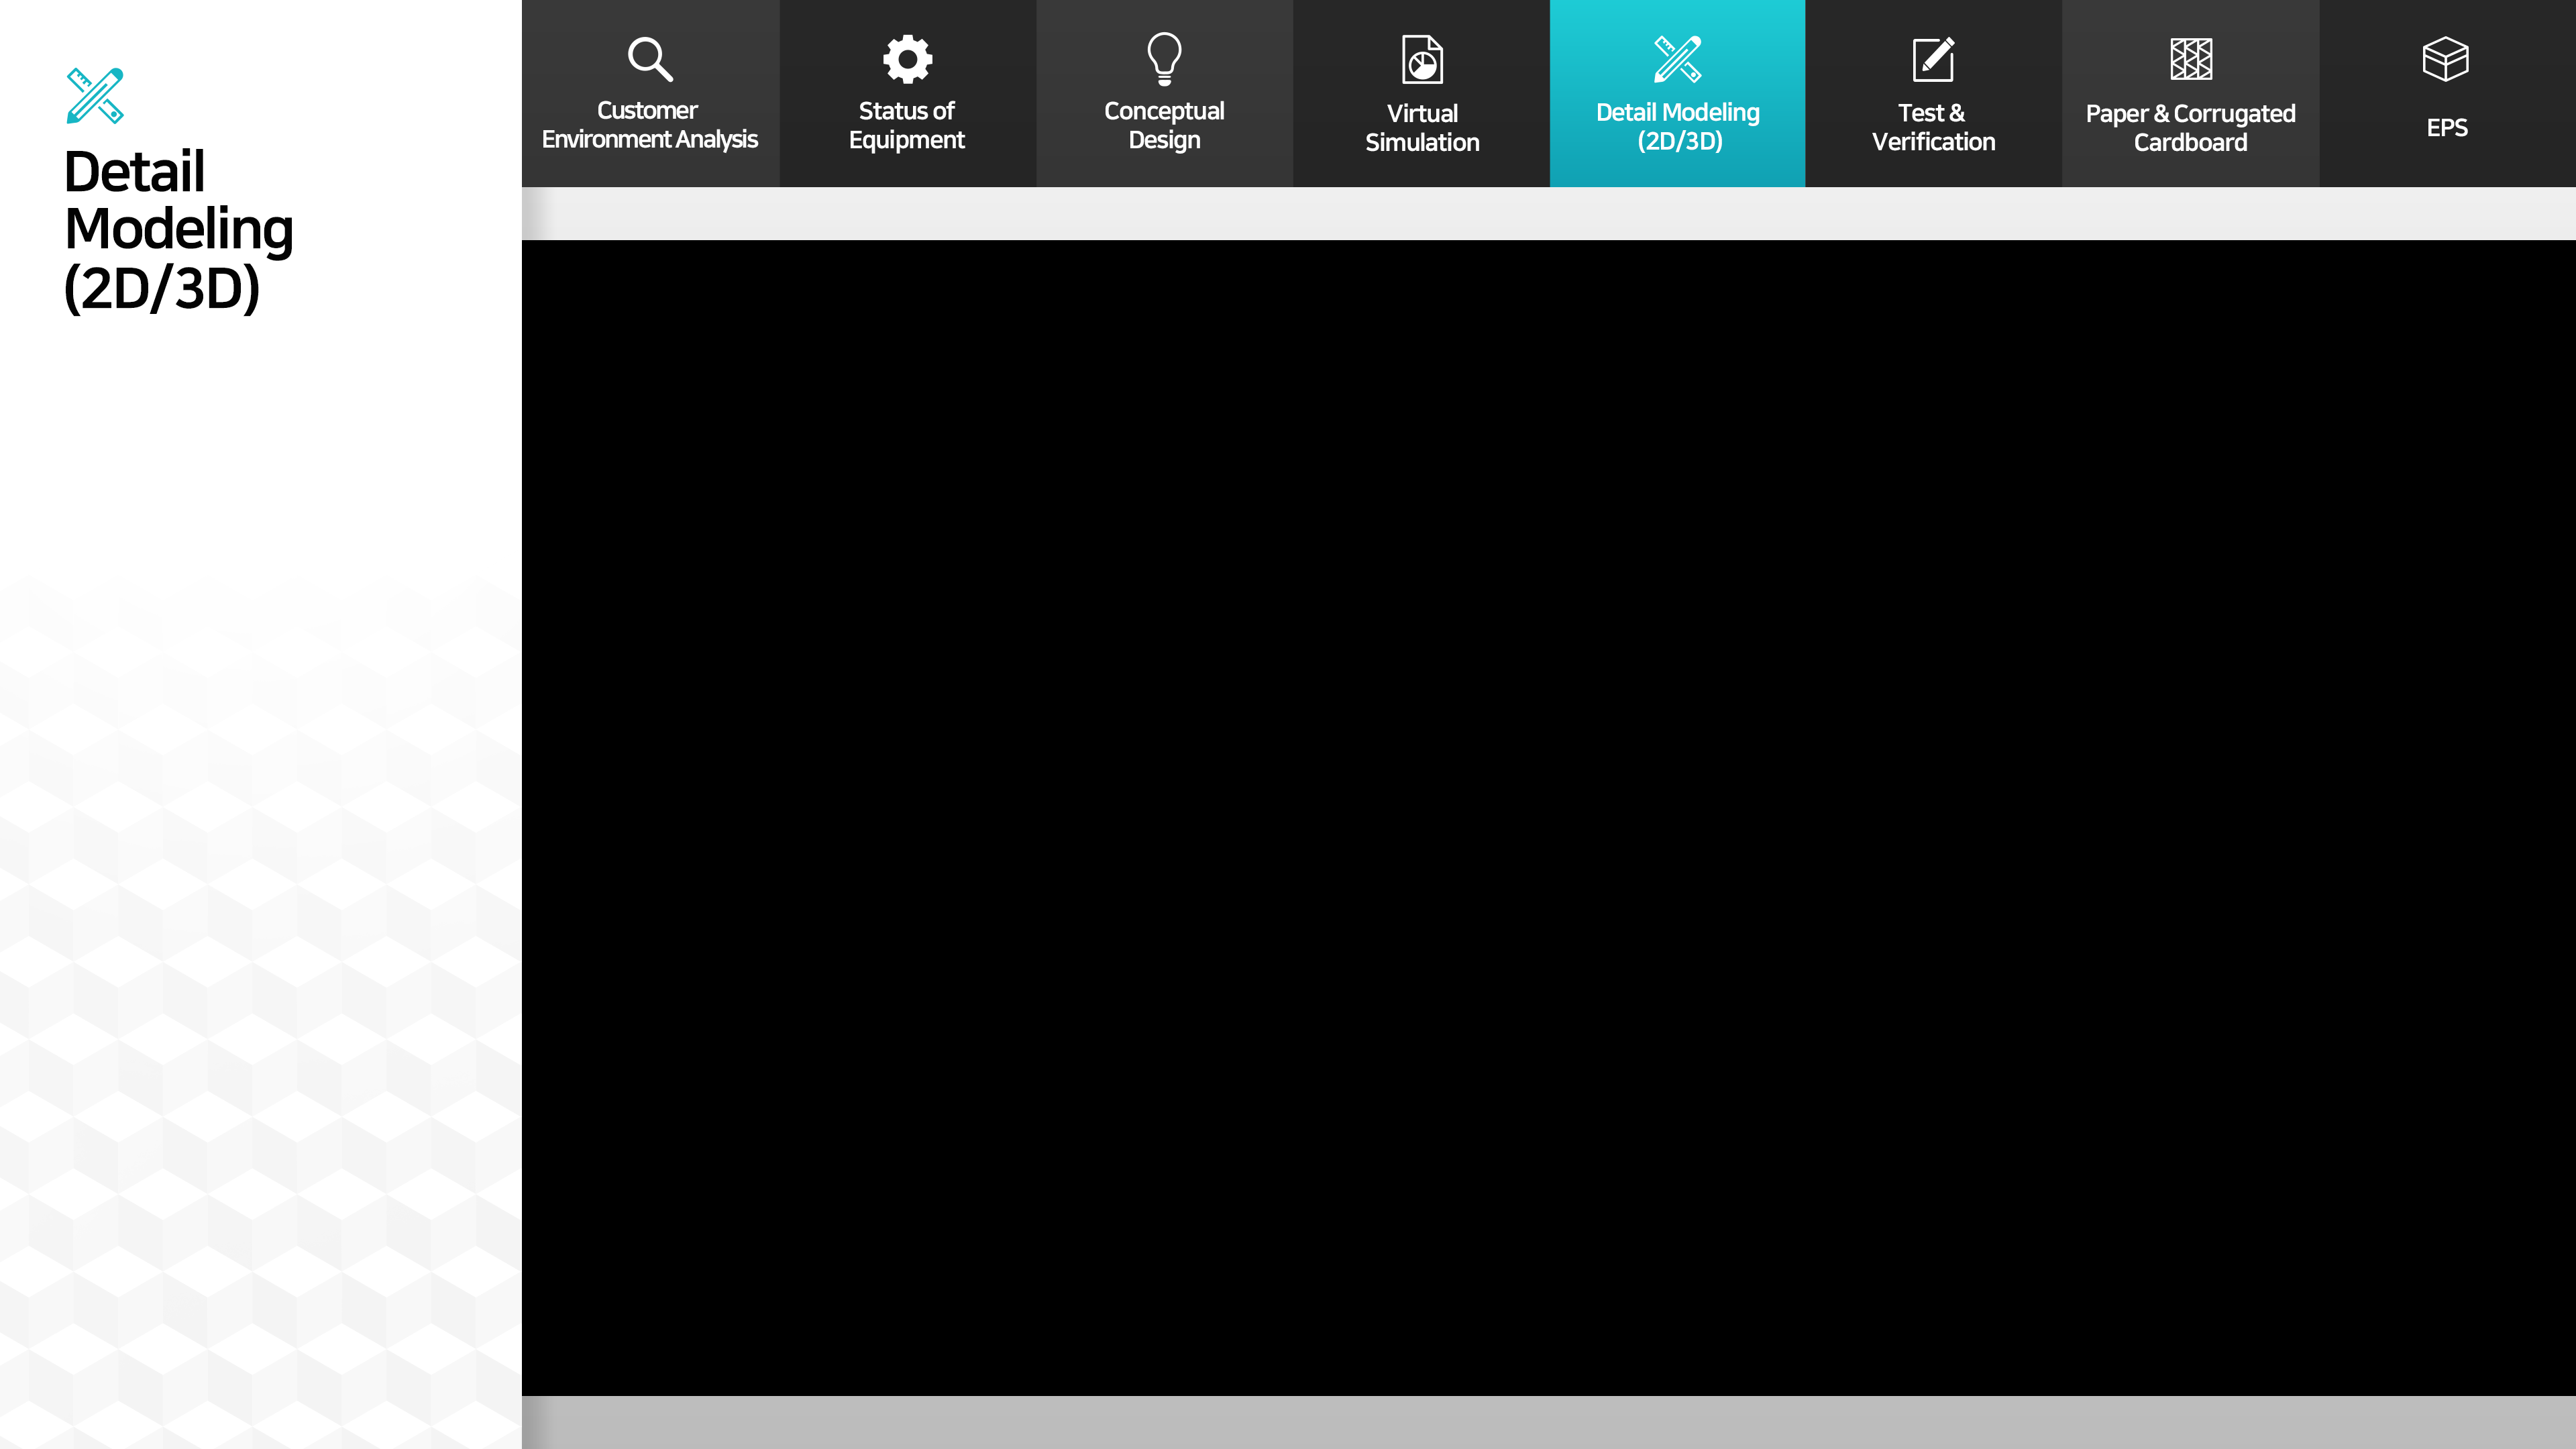 Detail
Modeling
(2D/3D)
Customer
Environment Analysis
Status of
Equipment
Conceptual
Design
Virtual
Simulation
Detail Modeling
(2D/3D)
Test &
Verification
Paper & Corrugated
Cardboard
EPS